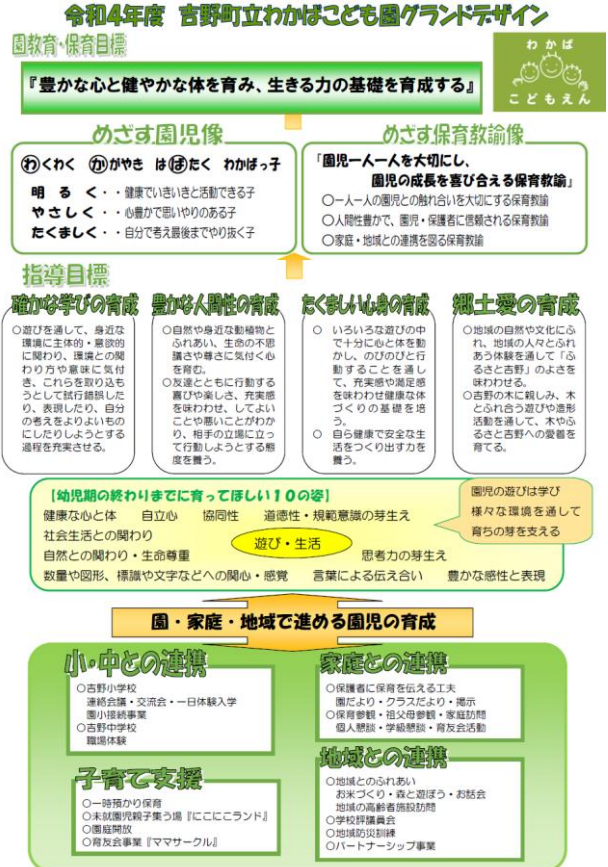 令和4年度 吉野町立わかばこども園グランドデザイン
園教育・保育目標
わかば
こどもえん
『豊かな心と健やかな体を育み、生きる力の基礎を育成する』
めざす園児像
わくわく かがやき はばたく わかばっ子
明るく・・健康でいきいきと活動できる子
やさしく・・心豊かで思いやりのある子
たくましく・・自分で考え最後までやり抜く子
めざす保育教諭像
「園児一人一人を大切にし、
園児の成長を喜び合える保育教諭」
○一人一人の園児との触れ合いを大切にする保育教諭
○人間性豊かで、園児・保護者に信頼される保育教諭
○家庭・地域との連携を図る保育教諭
指導目標
確かな学びの育成
○遊びを通して、身近な
環境に主体的・意欲的
に関わり、環境との関
わり方や意味に気付
き、これらを取り込も
うとして試行錯誤した
り、表現したり、自分
の考えをよりよいもの
にしたりしようとする
過程を充実させる。
豊かな人間性の育成
○自然や身近な動植物と
ふれあい、生命の不思
議さや尊さに気付く心
を育む。
○友達とともに行動する
喜びや楽しさ、充実感
を味わわせ、してよい
ことや悪いことがわか
り、相手の立場に立っ
て行動しようとする態
度を養う。
たくましい心身の育成
○ いろいろな遊びの中
で十分に心と体を動
かし、のびのびと行
動することを通し
て、充実感や満足感
を味わわせ健康な体
づくりの基礎を培
う。
○ 自ら健康で安全な生
活をつくり出す力を
養う。
郷土愛の育成
○地域の自然や文化にふ
れ、地域の人々とふれ
あう体験を通して「ふ
るさと吉野」のよさを
味わわせる。
○吉野の木に親しみ、木
とふれ合う遊びや造形
活動を通して、木やふ
るさと吉野への愛着を
育てる。
【幼児期の終わりまでに育ってほしい10の姿】
健康な心と体 自立心 協同性 道徳性・規範意識の芽生え
社会生活との関わり
遊び・生活
自然との関わり・生命尊重 思考力の芽生え
数量や図形、標識や文字などへの関心・感覚 言葉による伝え合い 豊かな感性と表現
園児の遊びは学び
様々な環境を通して
育ちの芽を支える
園・家庭・地域で進める園児の育成
小・中との連携
○吉野小学校
連絡会議・交流会・一日体験入学
園小接続事業
○吉野中学校
職場体験
家庭との連携
○保護者に保育を伝える工夫
園だより・クラスだより・掲示
○保育参観・祖父母参観・家庭訪問
個人懇談・学級懇談・育友会活動
子育て支援
○一時預かり保育
○未就園児親子集う場『にこにこランド』
○園庭開放
○育友会事業『ママサークル』
地域との連携
○地域とのふれあい
お米づくり・森と遊ぼう・お話会
地域の高齢者施設訪問
○学校評議員会
○地域防災訓練
○パートナーシップ事業